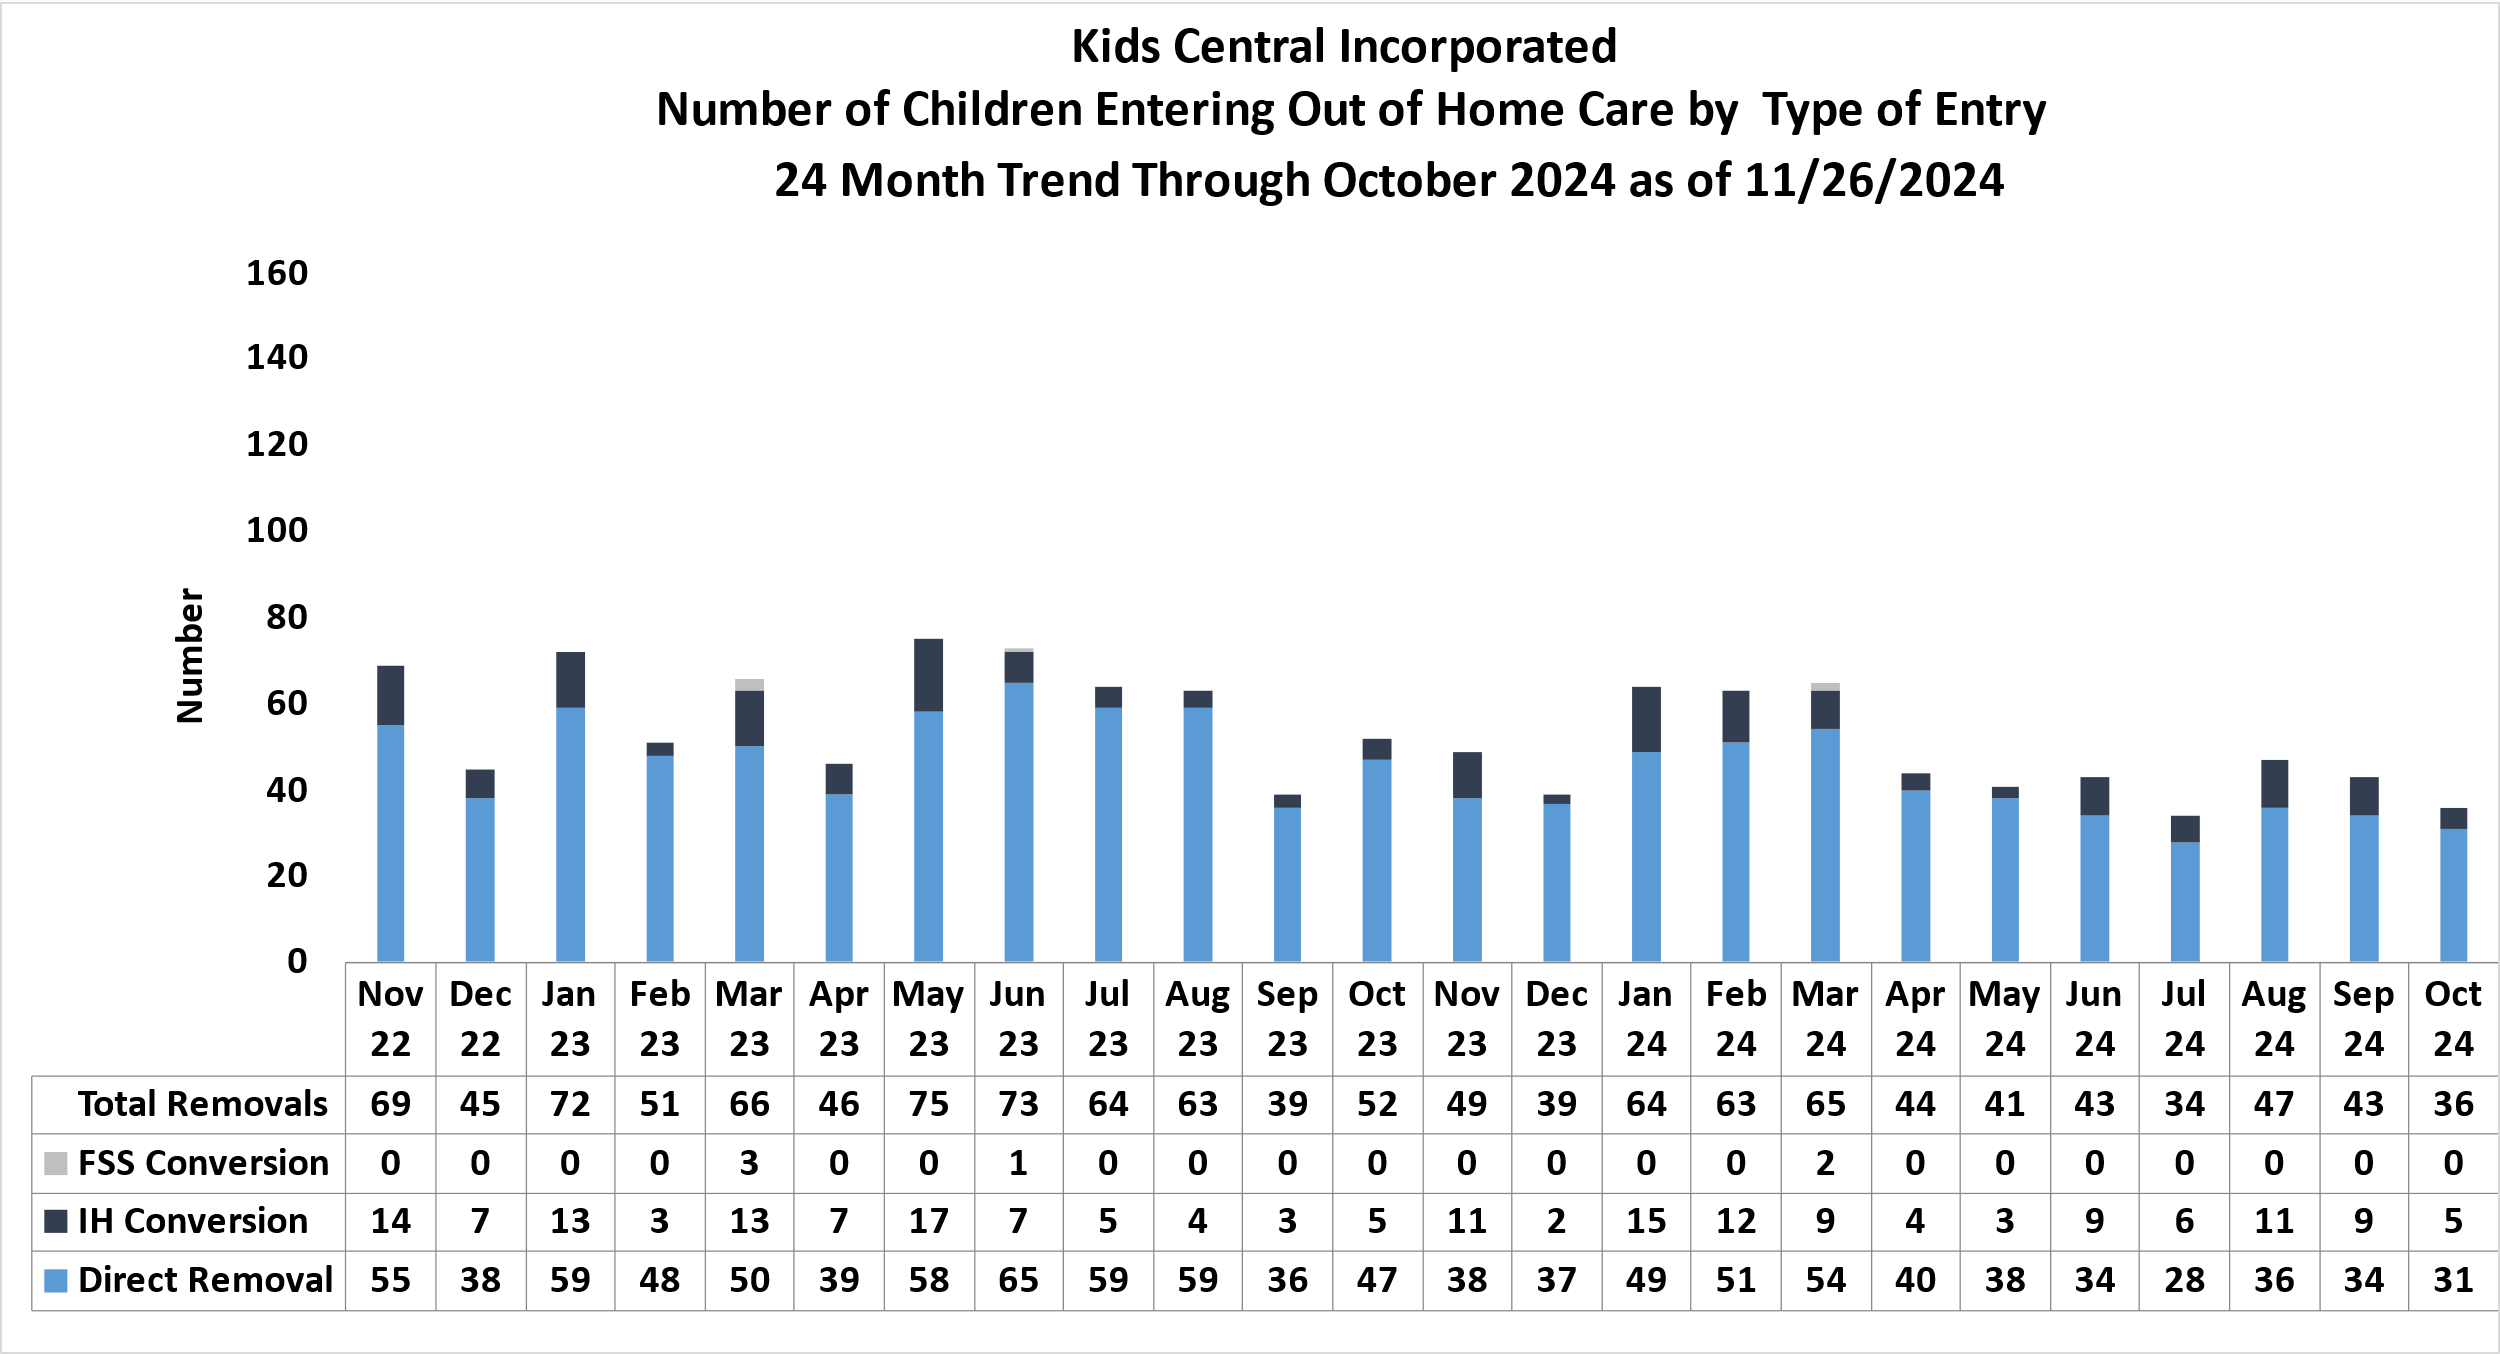 Kids Central Incorporated
Number of Children Entering Out of Home Care by  Type of Entry
24 Month Trend Through October 2024 as of 11/26/2024
160
140
120
100
80
60
40
20
0
Number
Nov Dec Jan Feb Mar Apr May Jun Jul Aug Sep Oct Nov Dec Jan Feb Mar Apr May Jun Jul Aug Sep Oct
22 22 23 23 23 23 23 23 23 23 23 23 23 23 24 24 24 24 24 24 24 24 24 24
Total Removals 69 45 72 51 66 46 75 73 64 63 39 52 49 39 64 63 65 44 41 43 34 47 43 36
FSS Conversion 0 0 0 0 3 0 0 1 0 0 0 0 0 0 0 0 2 0 0 0 0 0 0 0
IH Conversion 14 7 13 3 13 7 17 7 5 4 3 5 11 2 15 12 9 4 3 9 6 11 9 5
Direct Removal 55 38 59 48 50 39 58 65 59 59 36 47 38 37 49 51 54 40 38 34 28 36 34 31